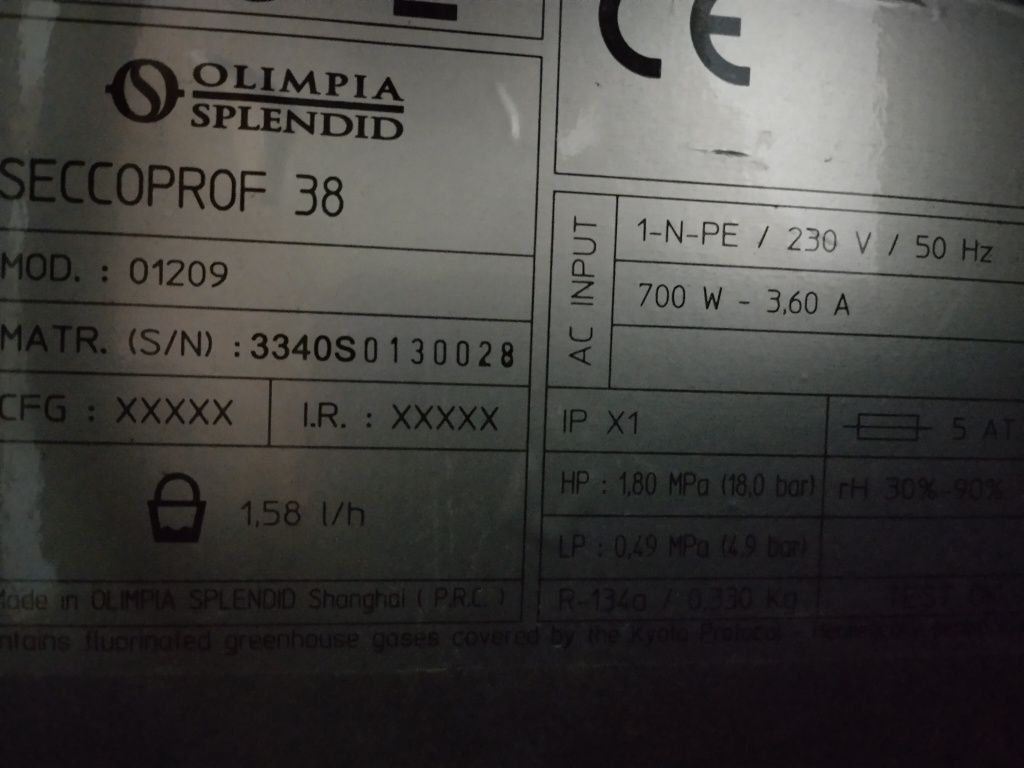 CE
OLIMPIA
SPLENDID
SECCOPROF 38
MOD. : 01209
MATR. (S/N) : 3340S0130028
CFG : XXXXX
I.R. : XXXXX
1,58 l/h
Made in OLIMPIA SPLENDID Shanghai ( P.R.C. )
AC INPUT
1-N-PE / 230 V / 50 Hz
700 W - 3,60 A
IP X1
5 AT
HP : 1,80 MPa (18,0 bar)
rH 30%-90%
LP : 0,49 MPa (4,9 bar)
R-134a / 0,330 Kg
TEST
ntains fluorinated greenhouse gases covered by the Kyoto Protocol -